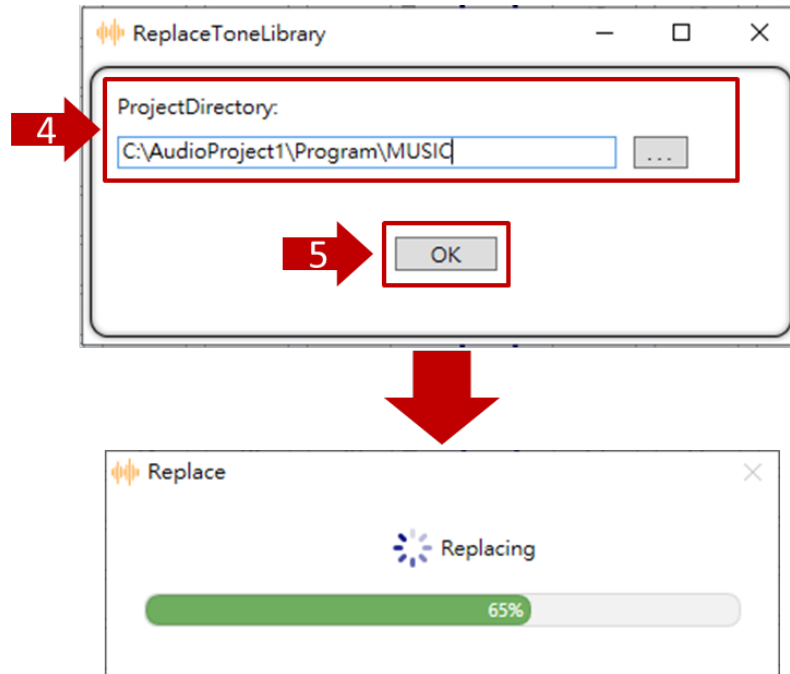 ReplaceToneLibrary
ProjectDirectory:
4
C:\AudioProject1\Program\MUSIC
...
5
OK
Replace
Replacing
65%